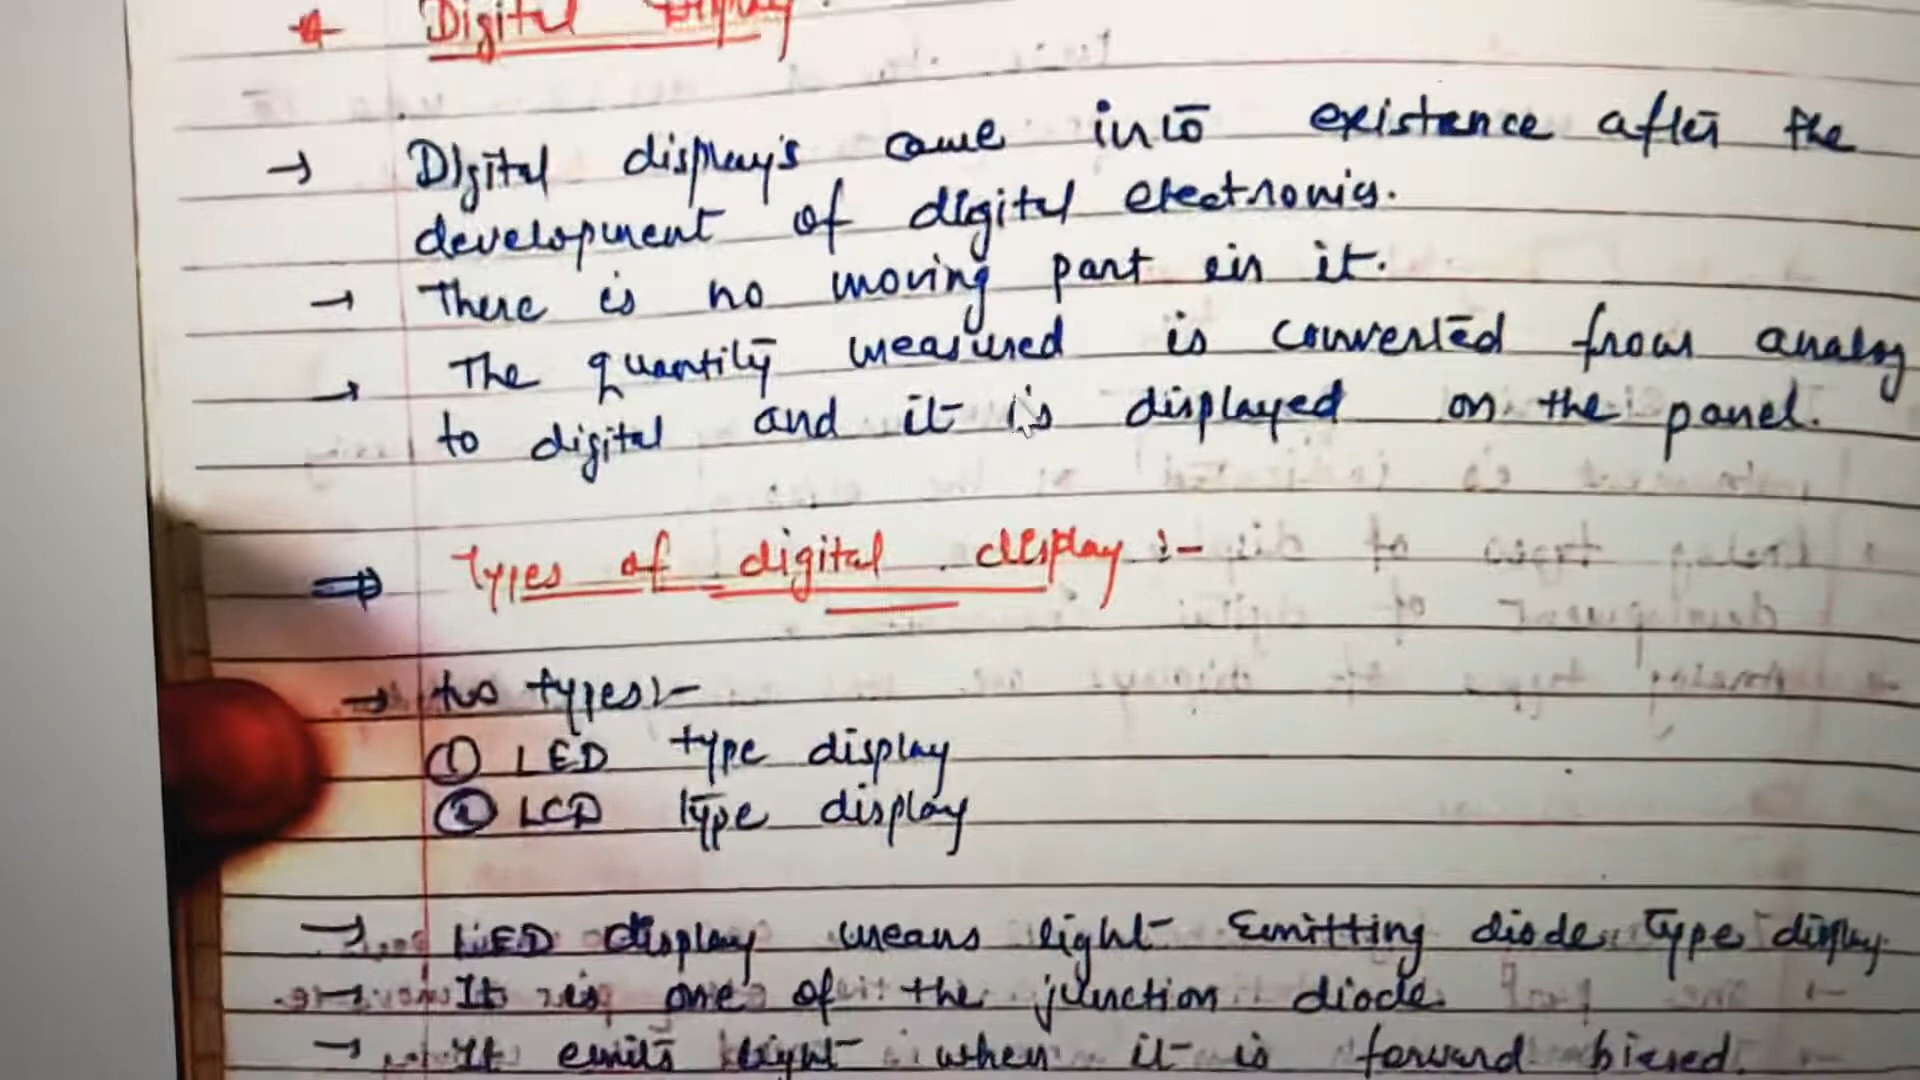 * Digital Display
→ Digital display's came into existence after the
development of digital electronics.
→ There is no moving part in it.
→ The quantity measured is converted from analog
to digital and it is displayed on the panel.
⇒ Types of digital display :-
→ two types:-
① LED type display
② LCD type display
→ LED display means light Emitting diode type display
→ It is one of the junction diode.
→ It emits light when it is forward biased.